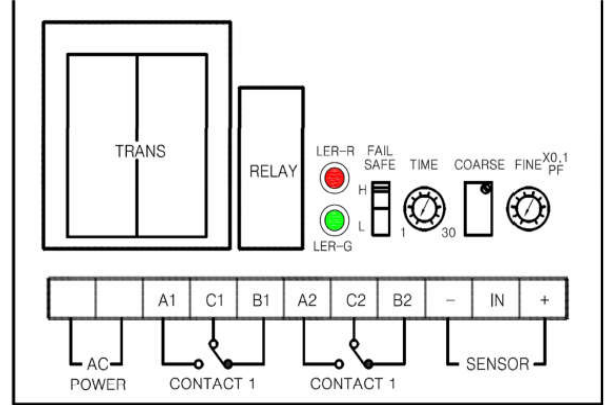 TRANS
RELAY
LER-R
LER-G
FAIL
SAFE
H
L
TIME
1
30
COARSE
FINE
X0,1
PF
A1 C1 B1 A2 C2 B2 - IN +
AC
POWER
CONTACT 1
CONTACT 1
SENSOR